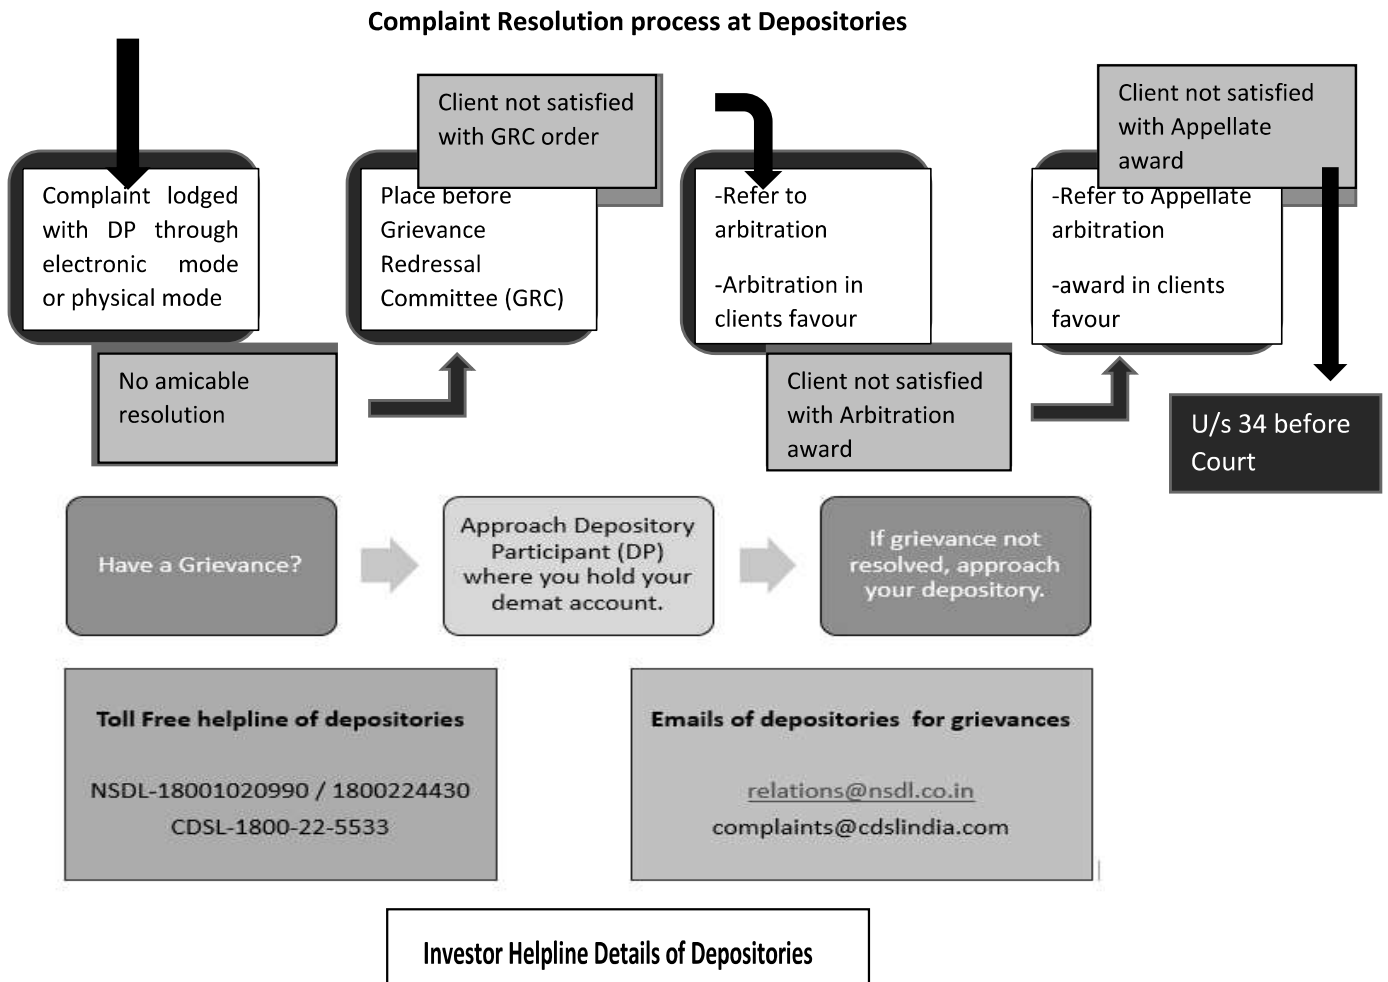 Complaint Resolution process at Depositories
Complaint lodged
with DP through
electronic mode
or physical mode
No amicable
resolution
Place before
Grievance
Redressal
Committee (GRC)
Client not satisfied
with GRC order
-Refer to
arbitration
-Arbitration in
clients favour
Client not satisfied
with Arbitration
award
-Refer to Appellate
arbitration
-award in clients
favour
Client not satisfied
with Appellate
award
U/s 34 before
Court
Have a Grievance?
Approach Depository
Participant (DP)
where you hold your
demat account.
If grievance not
resolved, approach
your depository.
Toll Free helpline of depositories
NSDL-18001020990 / 1800224430
CDSL-1800-22-5533
Emails of depositories for grievances
relations@nsdl.co.in
complaints@cdslindia.com
Investor Helpline Details of Depositories